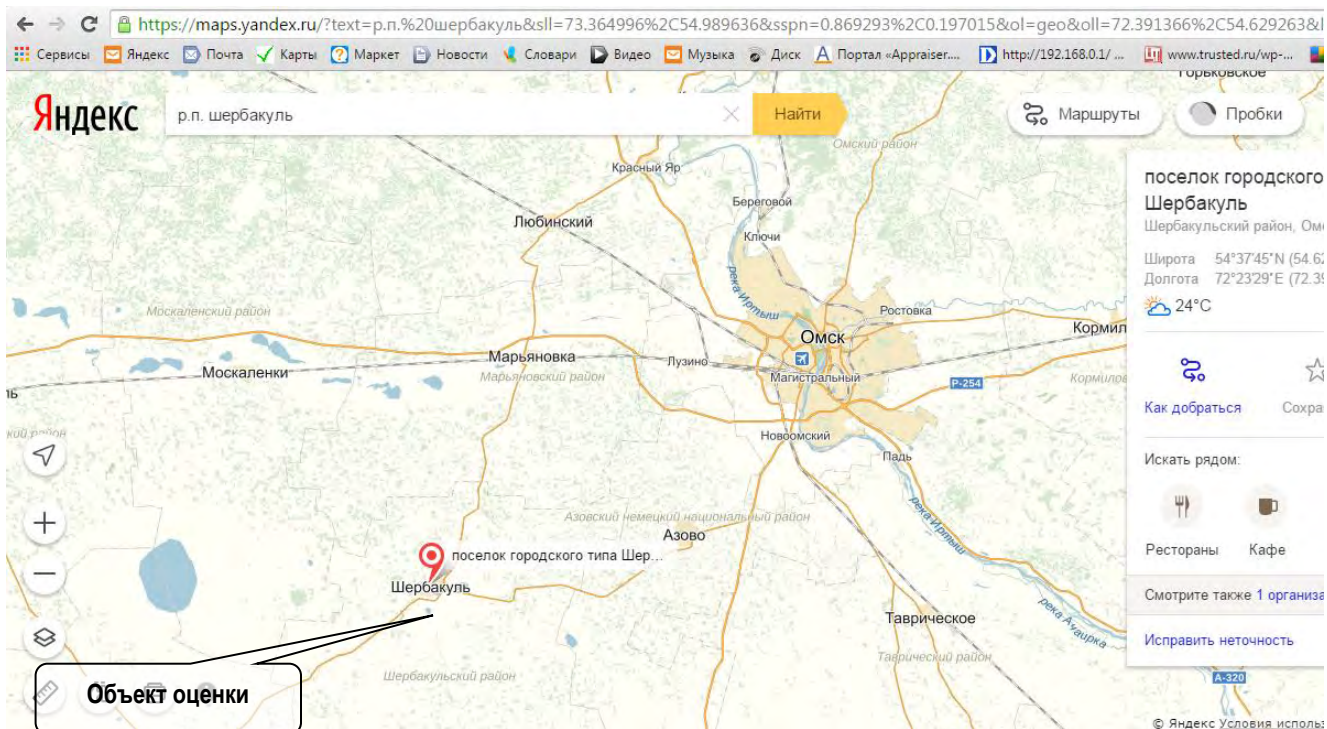 https://maps.yandex.ru/?text=р.п.%20шербакуль&sll=73.364996%2C54.989636&sspn=0.869293%2C0.197015&ol=geo&oll=72.391366%2C54.629263&l
Сервисы Яндекс Почта Карты Маркет Новости Словари Видео Музыка Диск Портал «Appraiser.... http://192.168.0.1/ ... www.trusted.ru/wp-...
Горьковское
Яндекс р.п. шербакуль Найти Маршруты Пробки
Омский район
Красный Яр
поселок городского
Шербакуль
Шербакульский район, Ом
Широта 54°37'45"N (54.62
Долгота 72°23'29"E (72.39
24°C
Береговой
Любинский
Ключи
река Иртыш
Москаленский район
Ростовка
Кормил
Омск
Марьяновка
Лузино
Марьяновский район
Москаленки
Магистральный
Р-254
Кормилов
Как добраться Сохра
Новоомский
Падь
Искать рядом:
река Иртыш
Азовский немецкий национальный район
Азово
Рестораны Кафе
поселок городского типа Шер...
Шербакуль
Смотрите также 1 организа
река Ачаирка
Таврическое
Исправить неточность
Таврический район
Шербакульский район
А-320
Объект оценки
© Яндекс Условия использ